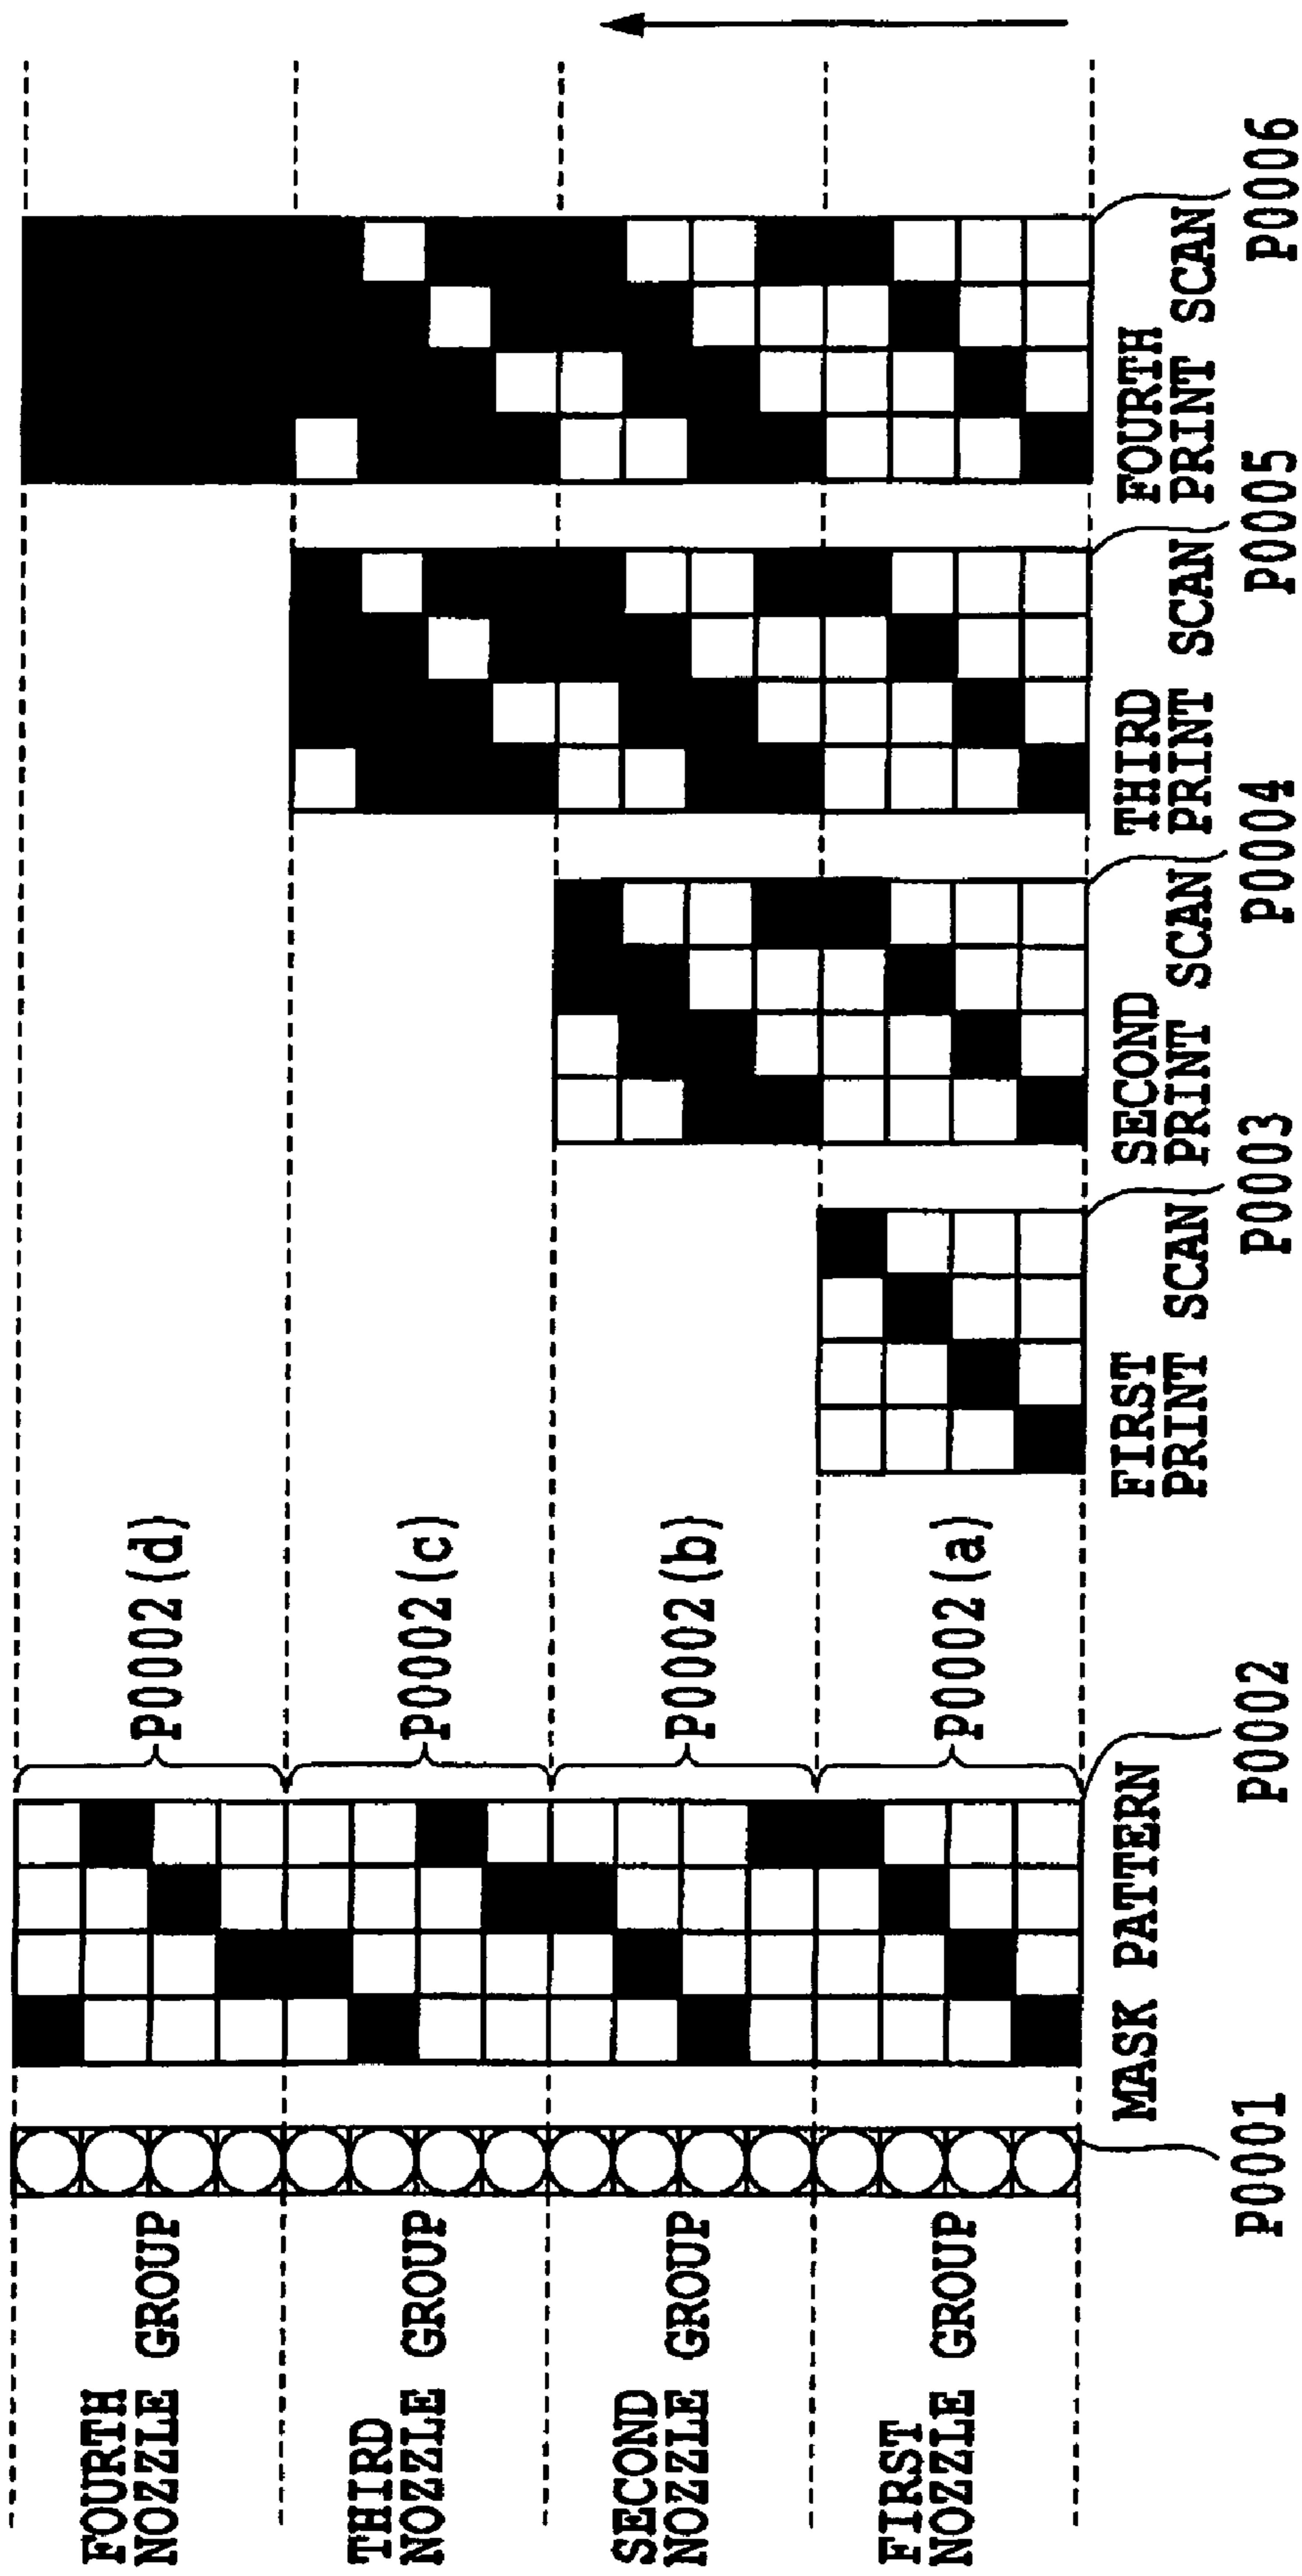 FOURTH
NOZZLE GROUP
THIRD
NOZZLE GROUP
SECOND
NOZZLE GROUP
FIRST
NOZZLE GROUP
P0001
MASK PATTERN
P0002
P0002(d)
P0002(c)
P0002(b)
P0002(a)
FIRST
PRINT SCAN
P0003
SECOND
PRINT SCAN
P0004
THIRD
PRINT SCAN
P0005
FOURTH
PRINT SCAN
P0006